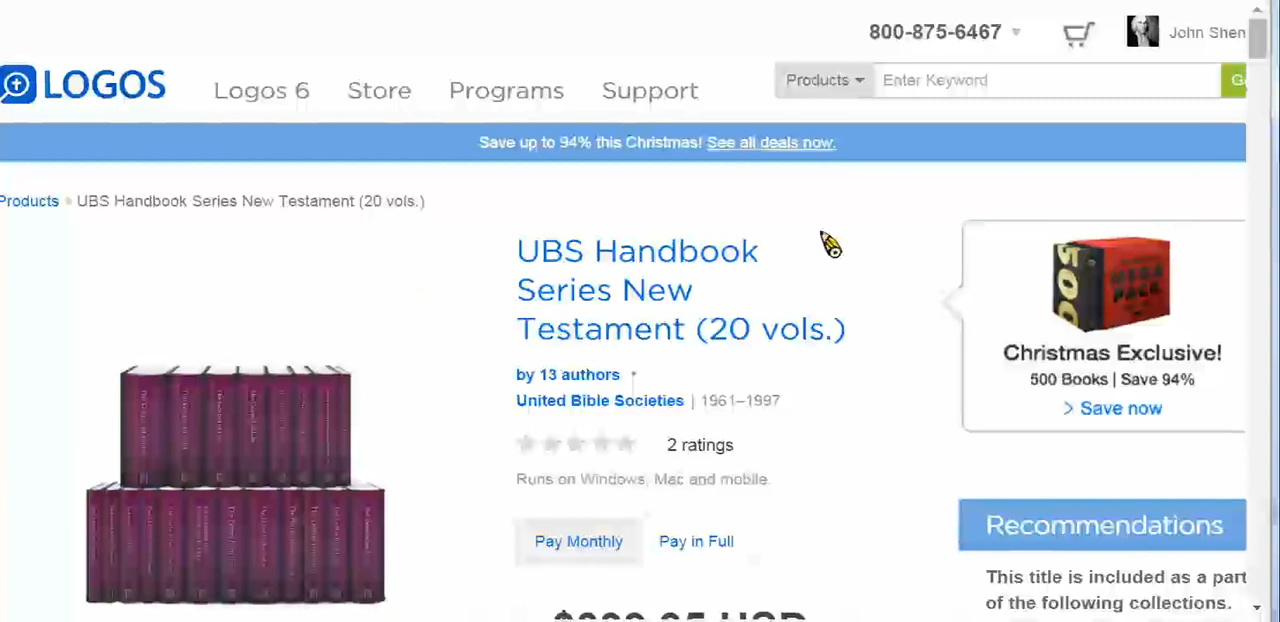 800-875-6467
John Shen
LOGOS
Logos 6 Store Programs Support
Products Enter Keyword
Save up to 94% this Christmas! See all deals now.
Products » UBS Handbook Series New Testament (20 vols.)
UBS Handbook
Series New
Testament (20 vols.)
by 13 authors
United Bible Societies | 1961–1997
2 ratings
Runs on Windows, Mac and mobile.
Pay Monthly Pay in Full
500
MEGA
PACK
Christmas Exclusive!
500 Books | Save 94%
> Save now
Recommendations
This title is included as a part
of the following collections.